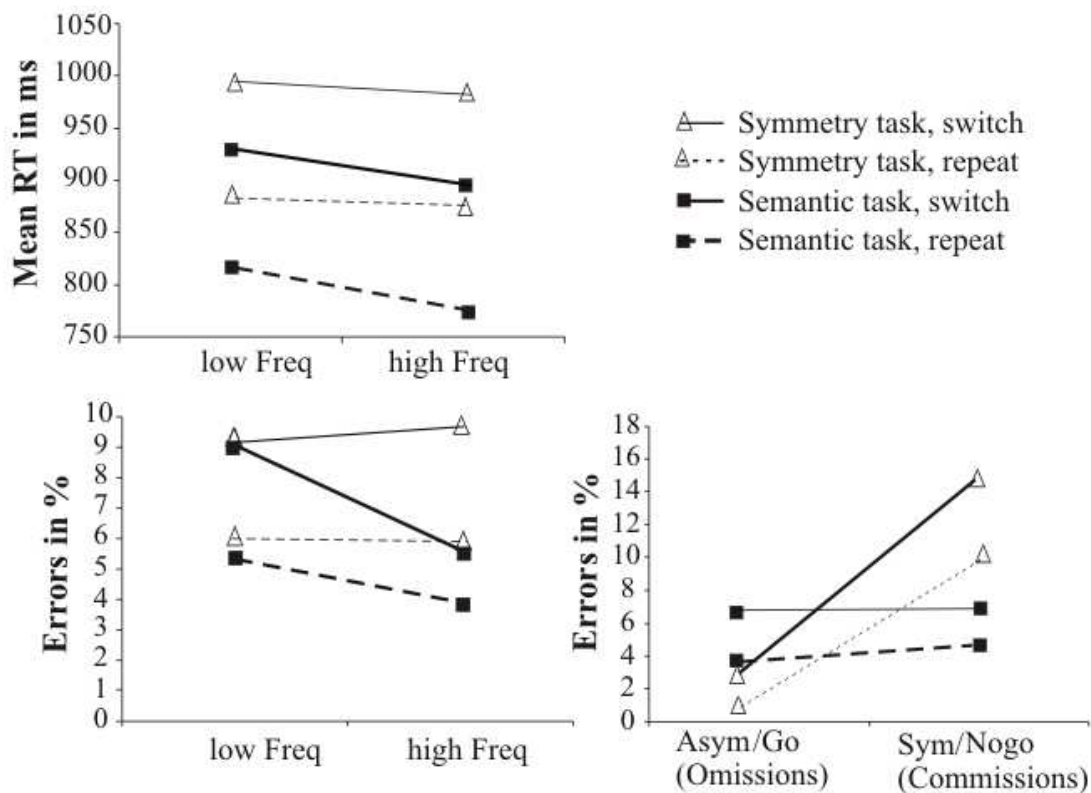 Mean RT in ms
1050
1000
950
900
850
800
750
low Freq
high Freq
Symmetry task, switch
Symmetry task, repeat
Semantic task, switch
Semantic task, repeat
Errors in %
10
9
8
7
6
5
4
3
2
1
0
low Freq
high Freq
Errors in %
18
16
14
12
10
8
6
4
2
0
Asym/Go
(Omissions)
Sym/Nogo
(Commissions)